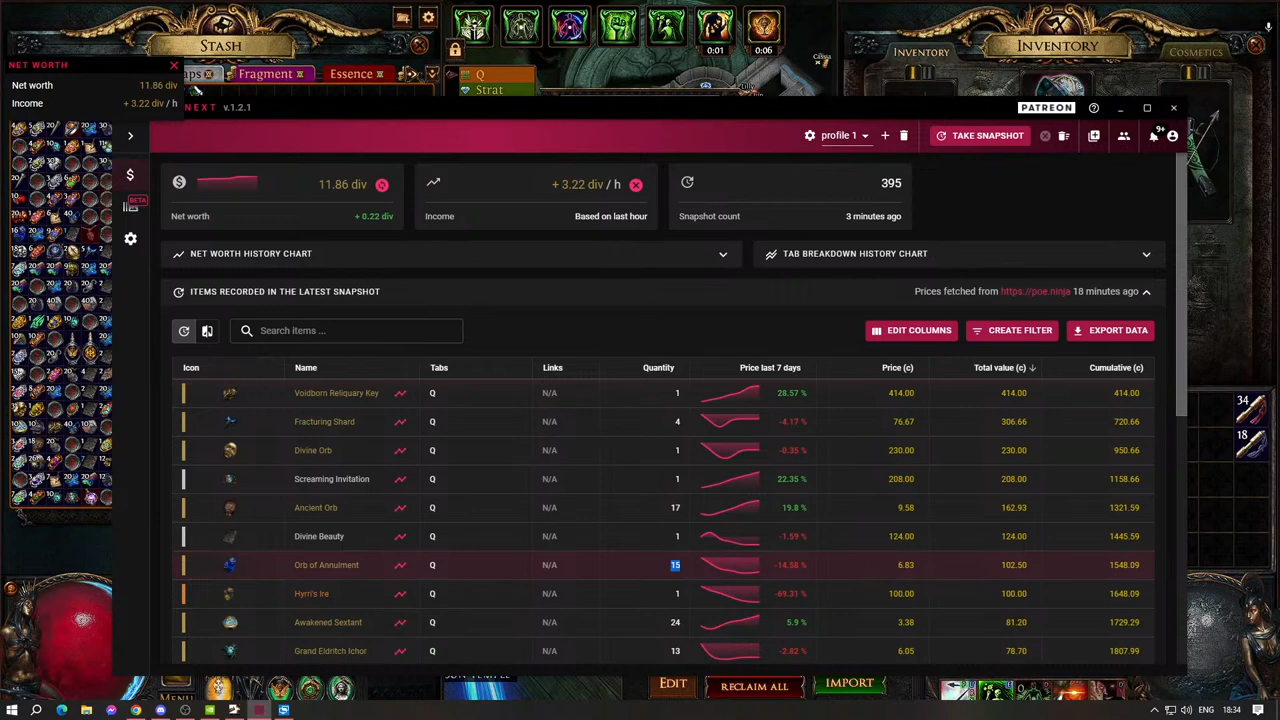 STASH
INVENTORY
INVENTORY
COSMETICS
0:01
0:06
NET WORTH
Fragment
Essence
Q
Strat
Net worth 11.86 div
Income + 3.22 div / h
NEXT v.1.2.1
PATREON
profile 1
TAKE SNAPSHOT
9+
BETA
11.86 div
Net worth + 0.22 div
+ 3.22 div / h
Income Based on last hour
395
Snapshot count 3 minutes ago
NET WORTH HISTORY CHART
TAB BREAKDOWN HISTORY CHART
ITEMS RECORDED IN THE LATEST SNAPSHOT
Prices fetched from https://poe.ninja 18 minutes ago
Search items ...
EDIT COLUMNS
CREATE FILTER
EXPORT DATA
Icon Name Tabs Links Quantity Price last 7 days Price (c) Total value (c) Cumulative (c)
Voidborn Reliquary Key Q N/A 1 28.57 % 414.00 414.00 414.00
Fracturing Shard Q N/A 4 -4.17 % 76.67 306.66 720.66
Divine Orb Q N/A 1 -0.35 % 230.00 230.00 950.66
Screaming Invitation Q N/A 1 22.35 % 208.00 208.00 1158.66
Ancient Orb Q N/A 17 19.8 % 9.58 162.93 1321.59
Divine Beauty Q N/A 1 -1.59 % 124.00 124.00 1445.59
Orb of Annulment Q N/A 15 -14.58 % 6.83 102.50 1548.09
Hyrri's Ire Q N/A 1 -69.31 % 100.00 100.00 1648.09
Awakened Sextant Q N/A 24 5.9 % 3.38 81.20 1729.29
Grand Eldritch Ichor Q N/A 13 -2.82 % 6.05 78.70 1807.99
34
18
MENU
EDIT
RECLAIM ALL
IMPORT
ENG 18:34